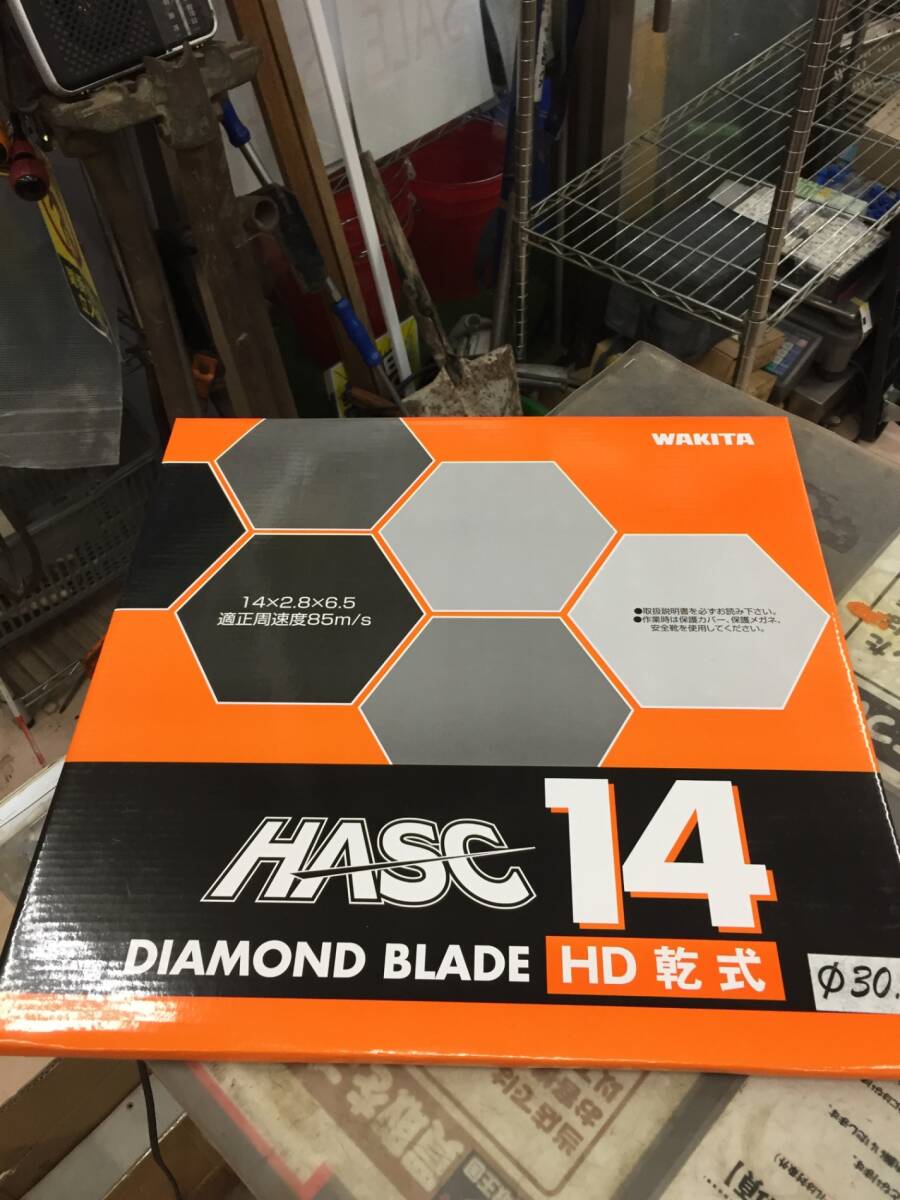 SALE
WAKITA
14×2.8×6.5
適正周速度85m/s
●取扱説明書を必ずお読み下さい。
●作業時は保護カバー、保護メガネ、
安全靴を使用してください。
HASC 14
DIAMOND BLADE HD 乾式
φ30.